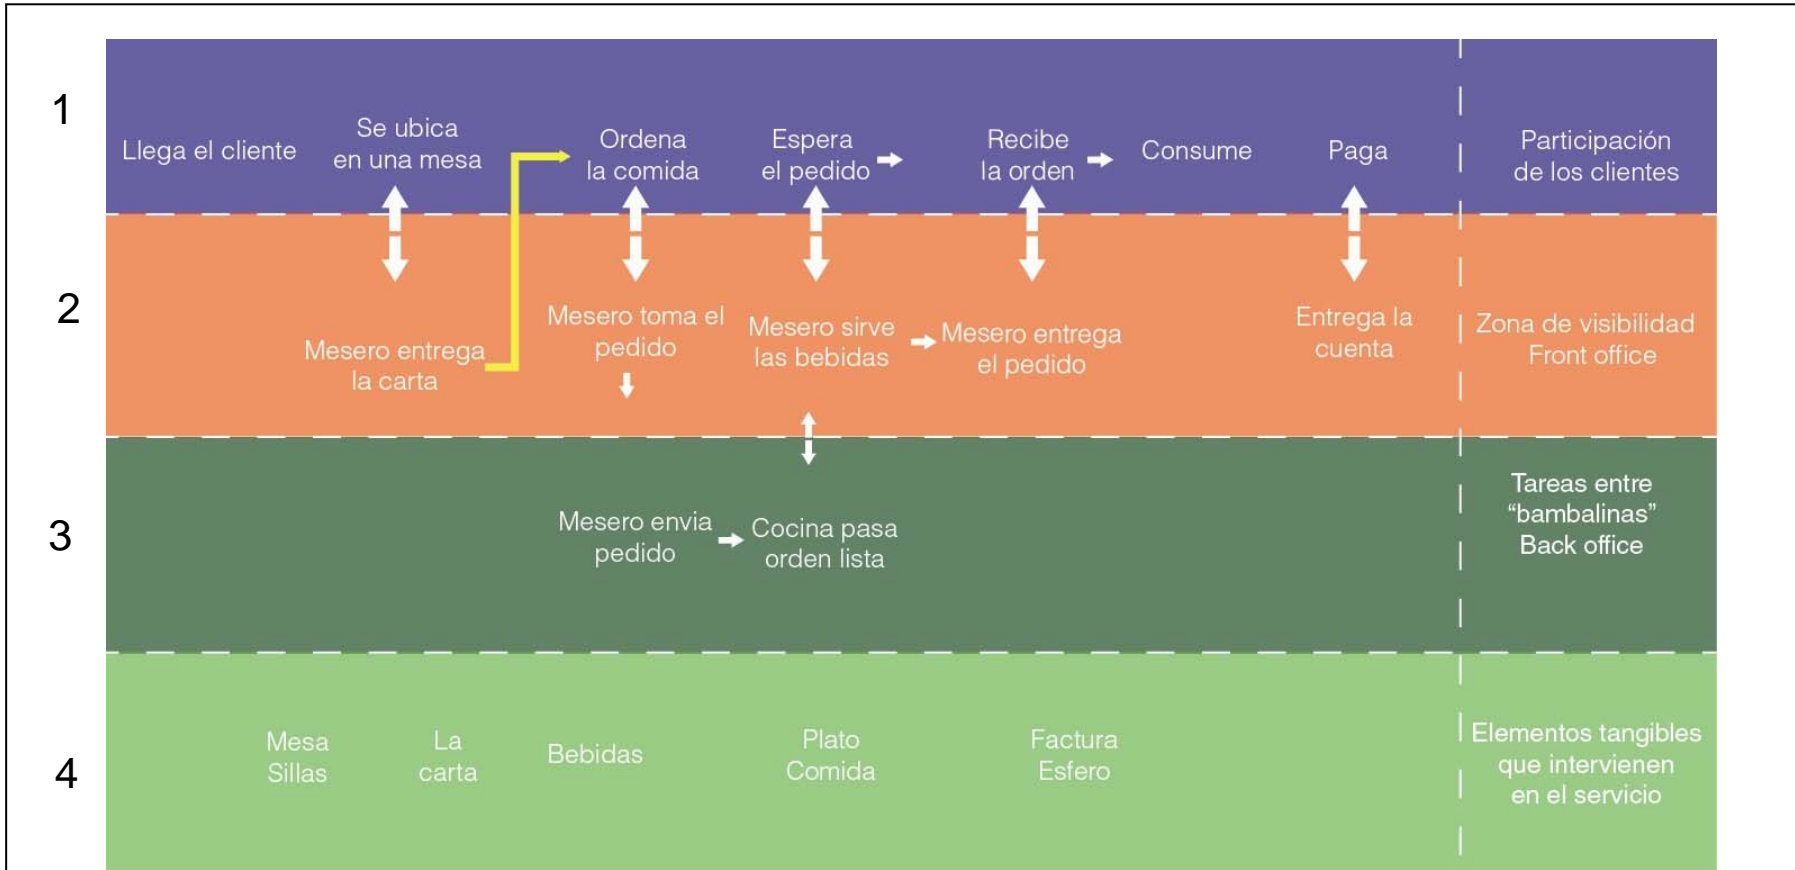 1
Llega el cliente
Se ubica
en una mesa
Ordena
la comida
Espera
el pedido
Recibe
la orden
Consume
Paga
Participación
de los clientes
2
Mesero entrega
la carta
Mesero toma el
pedido
Mesero sirve
las bebidas
Mesero entrega
el pedido
Entrega la
cuenta
Zona de visibilidad
Front office
3
Mesero envia
pedido
Cocina pasa
orden lista
Tareas entre
“bambalinas”
Back office
4
Mesa
Sillas
La
carta
Bebidas
Plato
Comida
Factura
Esfero
Elementos tangibles
que intervienen
en el servicio